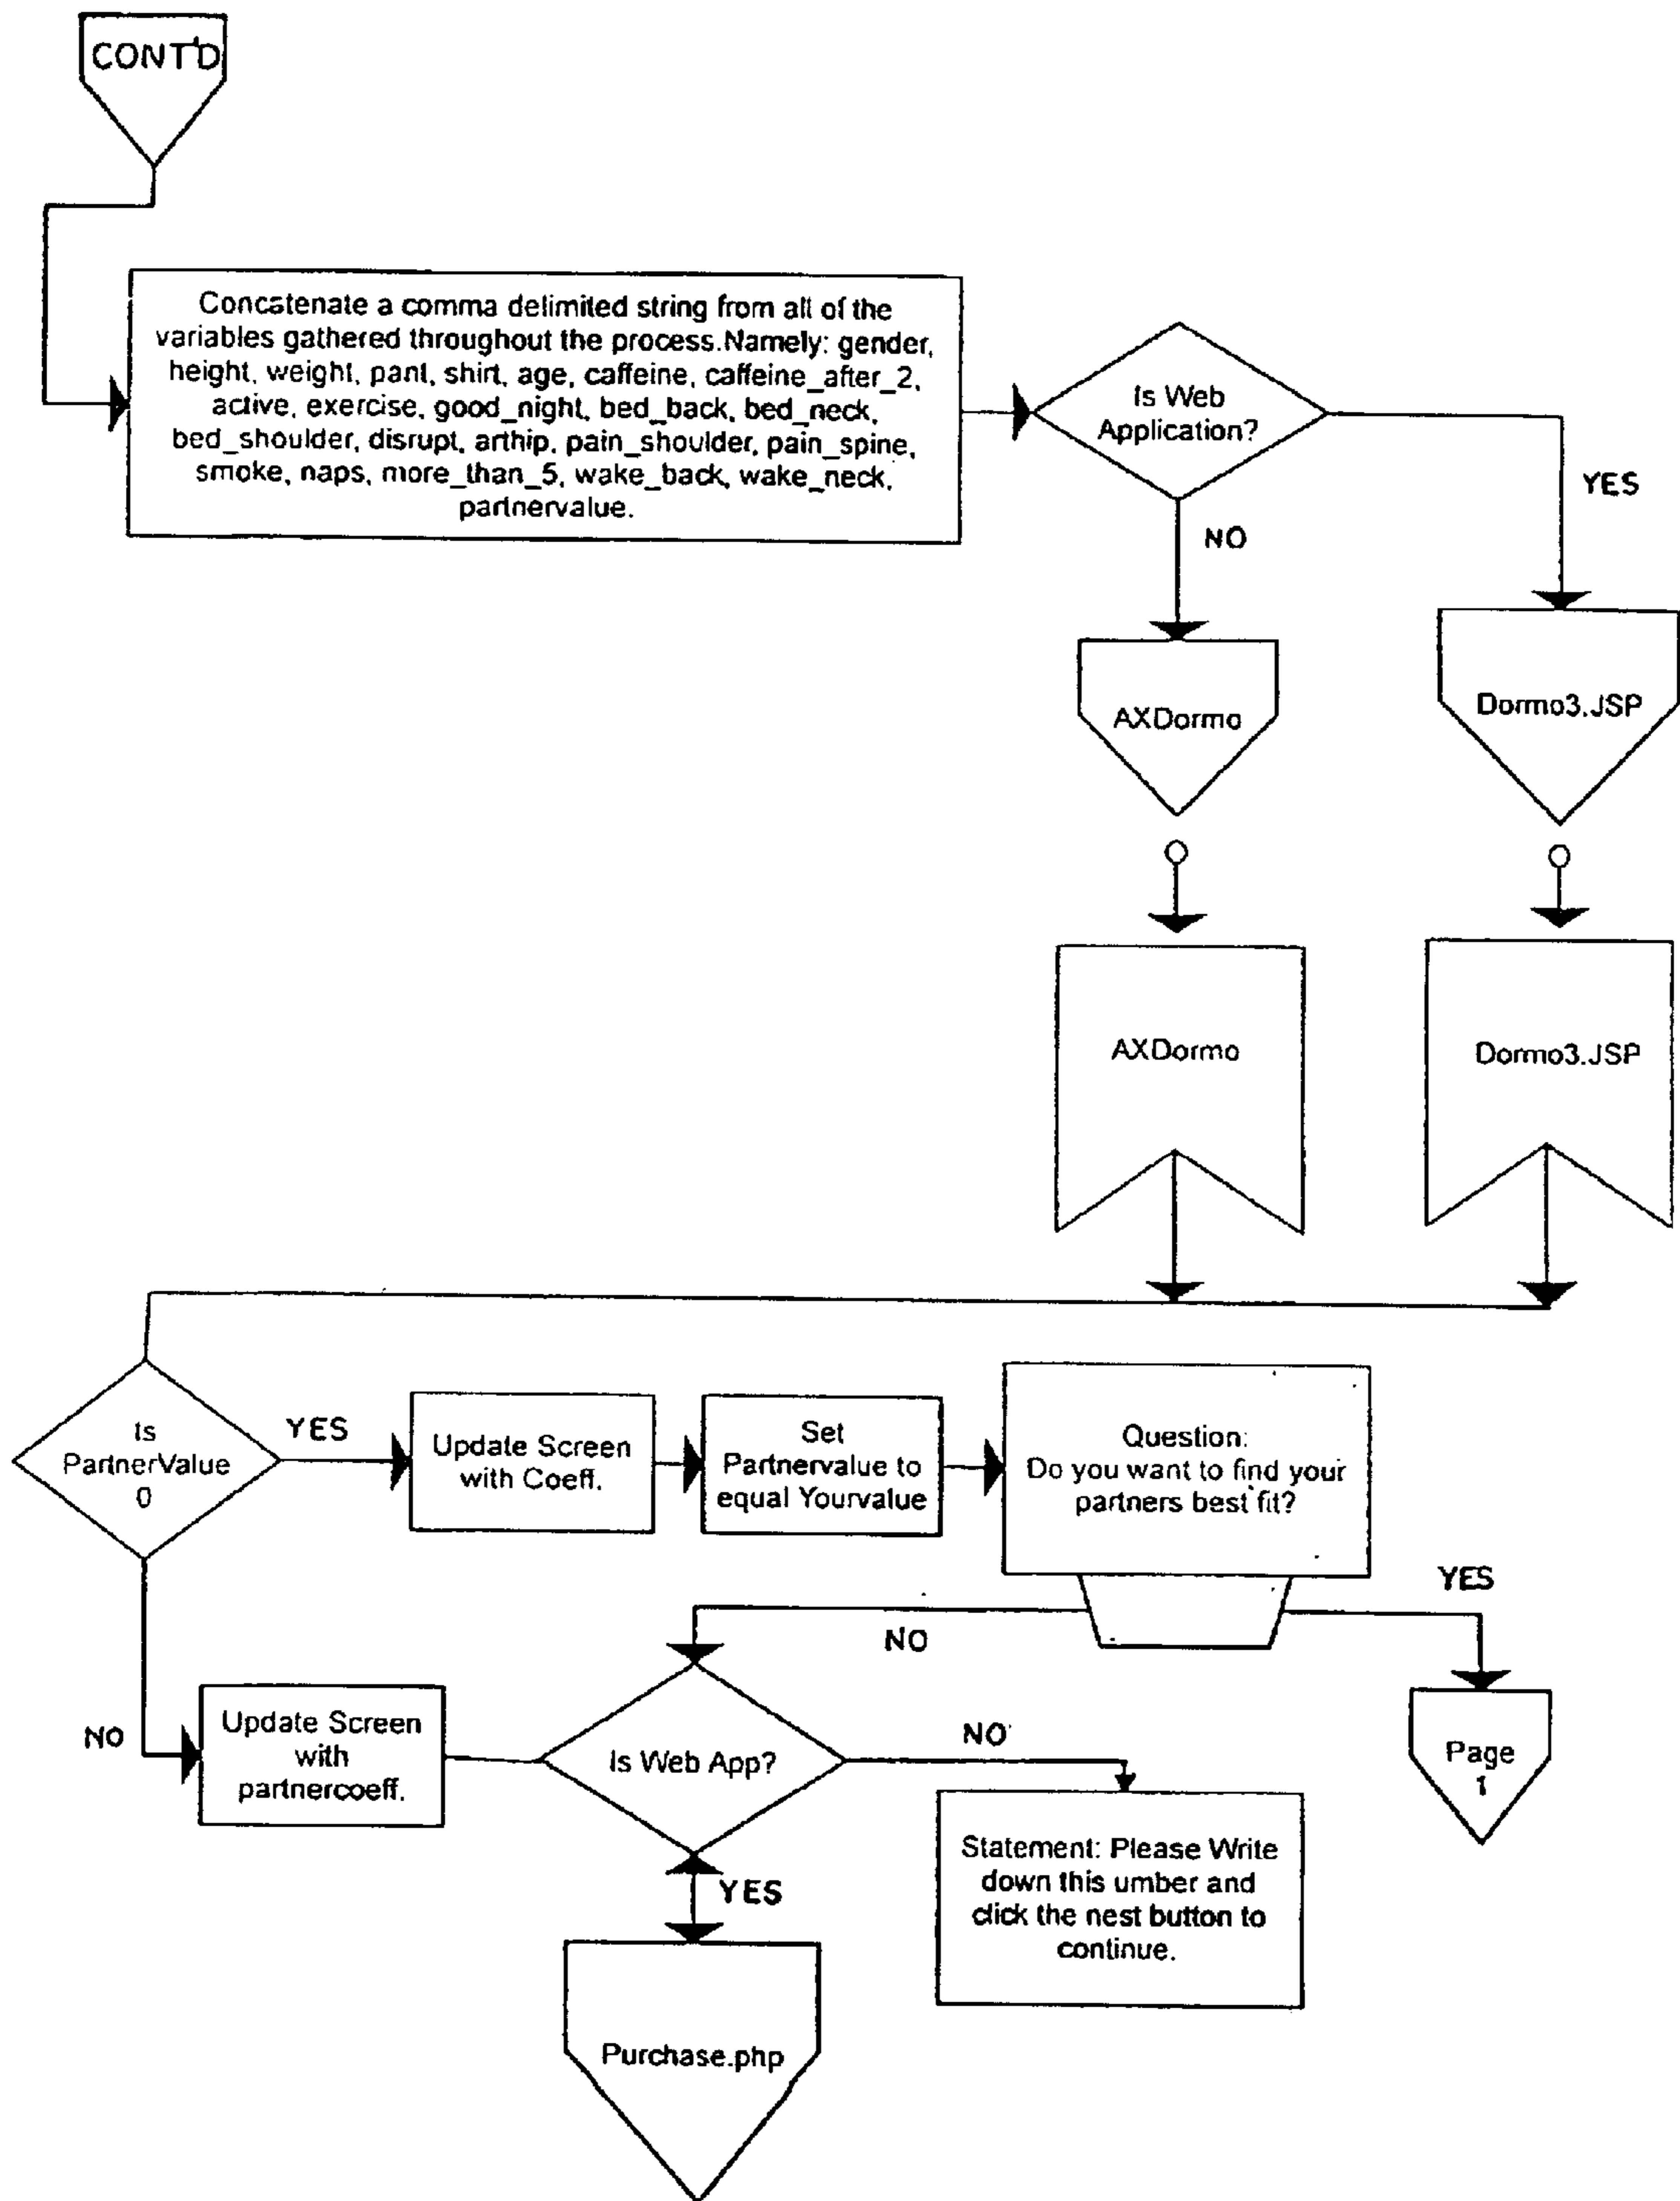 CONT'D
Concatenate a comma delimited string from all of the
variables gathered throughout the process.Namely: gender,
height, weight, pant, shirt, age, caffeine, caffeine_after_2,
active, exercise, good_night, bed_back, bed_neck,
bed_shoulder, disrupt, arthip, pain_shoulder, pain_spine,
smoke, naps, more_than_5, wake_back, wake_neck,
partnervalue.
Is Web
Application?
YES
NO
AXDormo
Dormo3.JSP
AXDormo
Dormo3.JSP
Is
PartnerValue
0
YES
Update Screen
with Coeff.
Set
Partnervalue to
equal Yourvalue
Question:
Do you want to find your
partners best fit?
YES
NO
NO
Update Screen
with
partnercoeff.
Is Web App?
NO
Page
1
Statement: Please Write
down this umber and
click the nest button to
continue.
YES
Purchase.php